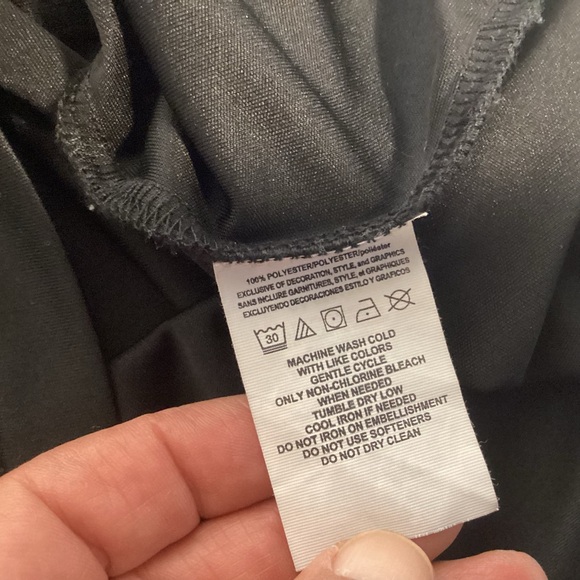 100% POLYESTER/POLYESTER/poliéster
EXCLUSIVE OF DECORATION, STYLE, and GRAPHICS
SANS INCLURE GARNITURES, STYLE, et GRAPHIQUES
EXCLUYENDO DECORACIONES ESTILO Y GRAFICOS
30
MACHINE WASH COLD
WITH LIKE COLORS
GENTLE CYCLE
ONLY NON-CHLORINE BLEACH
WHEN NEEDED
TUMBLE DRY LOW
COOL IRON IF NEEDED
DO NOT IRON ON EMBELLISHMENT
DO NOT USE SOFTENERS
DO NOT DRY CLEAN